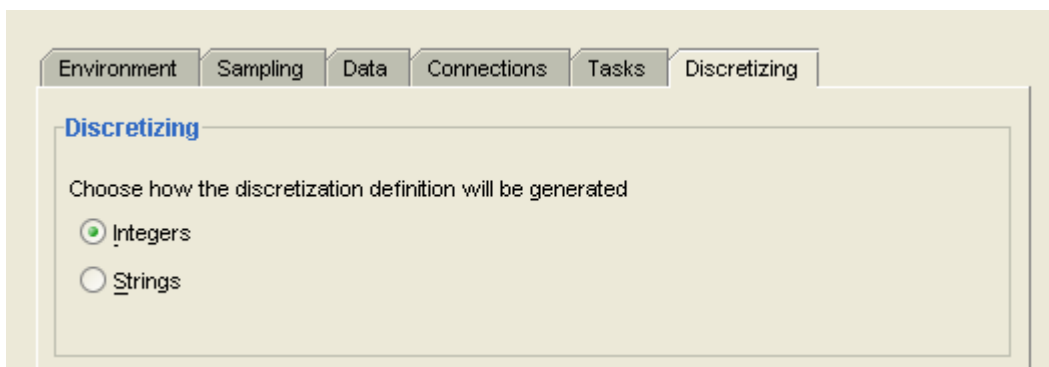 Environment Sampling Data Connections Tasks Discretizing
Discretizing
Choose how the discretization definition will be generated
Integers
Strings